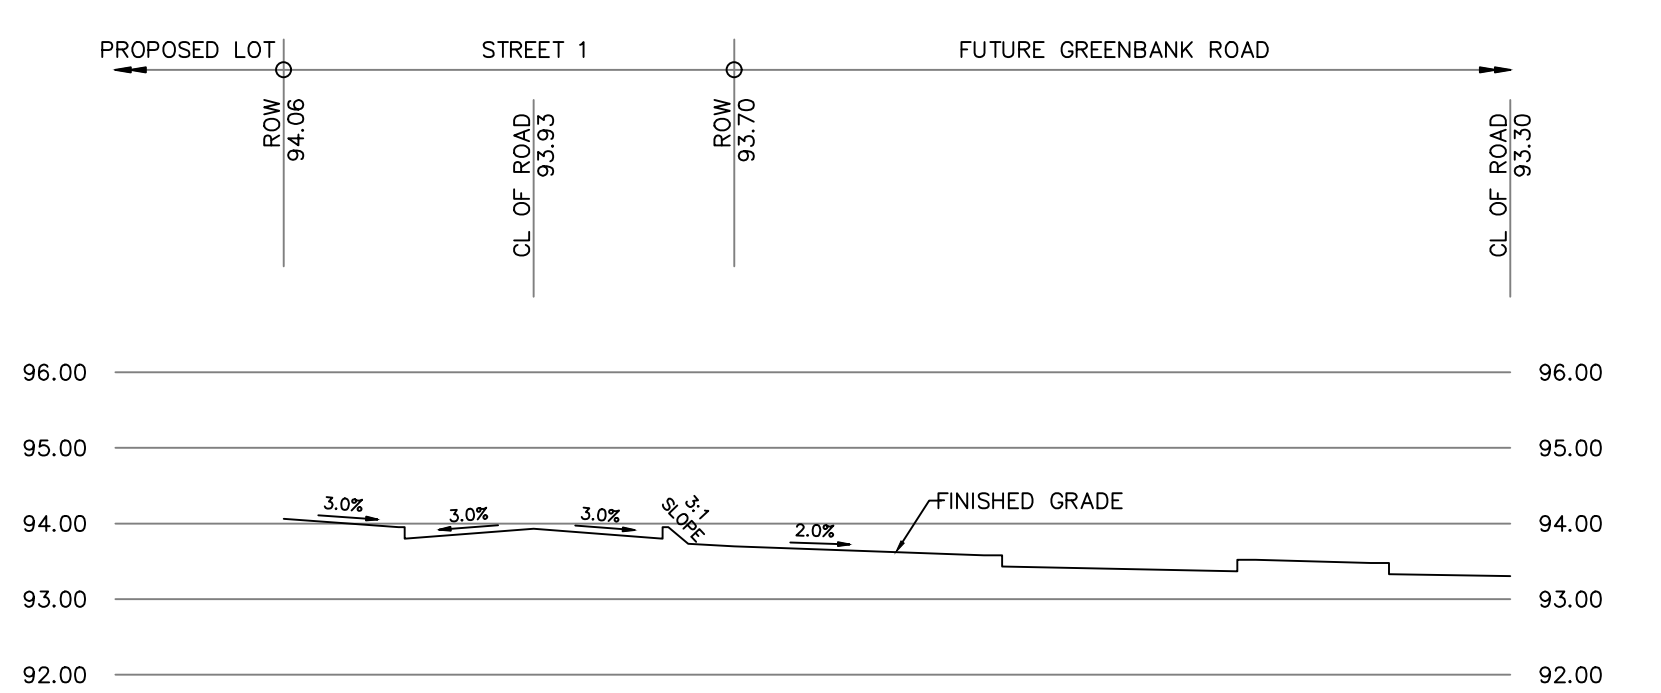 PROPOSED LOT
STREET 1
FUTURE GREENBANK ROAD
ROW
94.06
CL OF ROAD
93.93
ROW
93.70
CL OF ROAD
93.30
96.00
96.00
95.00
95.00
3.0%
3.0%
3.0%
3:1
SLOPE
2.0%
FINISHED GRADE
94.00
94.00
93.00
93.00
92.00
92.00